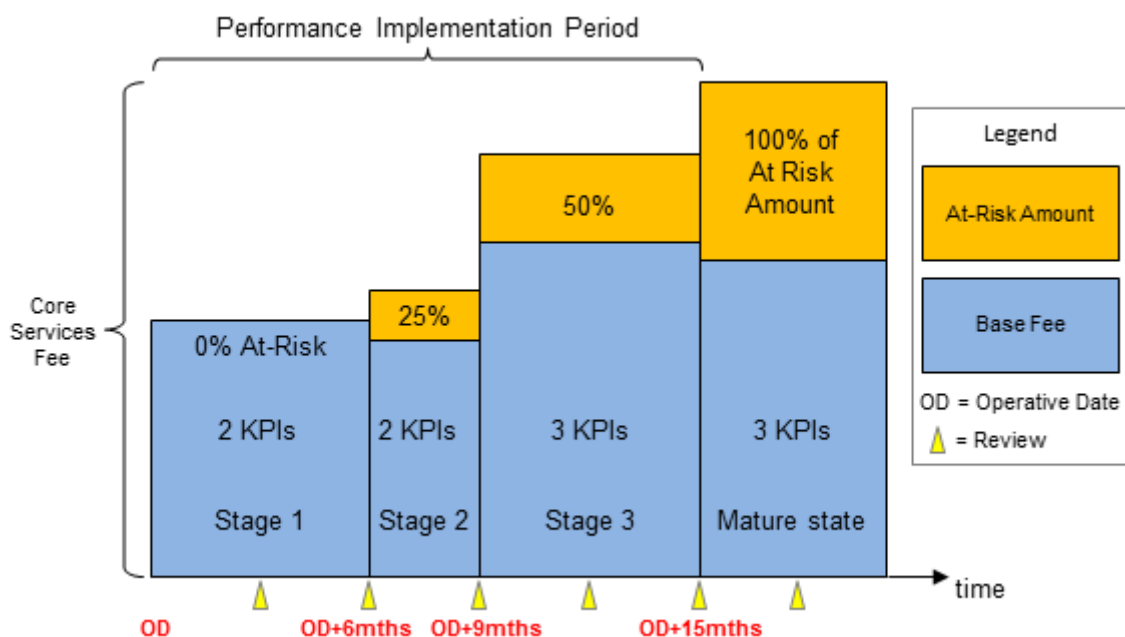 Performance Implementation Period
Core
Services
Fee
0% At-Risk
2 KPIs
Stage 1
25%
2 KPIs
Stage 2
50%
3 KPIs
Stage 3
100% of
At Risk
Amount
3 KPIs
Mature state
time
OD
OD+6mths
OD+9mths
OD+15mths
Legend
At-Risk Amount
Base Fee
OD = Operative Date
= Review